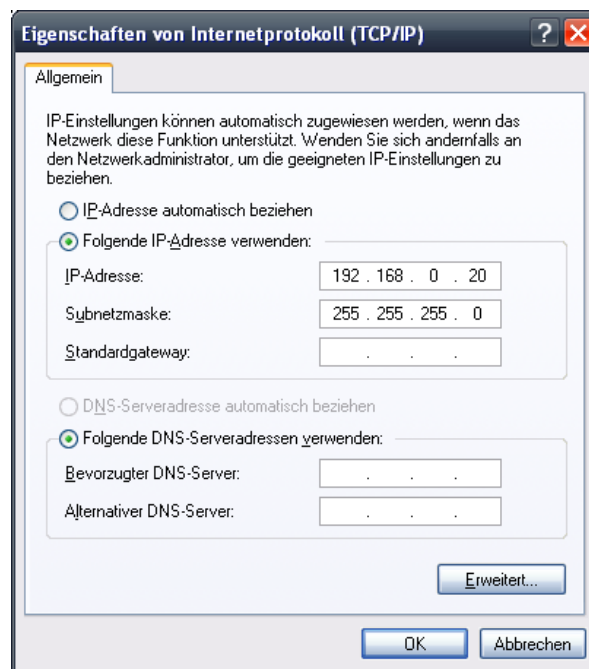 Eigenschaften von Internetprotokoll (TCP/IP)
Allgemein
IP-Einstellungen können automatisch zugewiesen werden, wenn das
Netzwerk diese Funktion unterstützt. Wenden Sie sich andernfalls an
den Netzwerkadministrator, um die geeigneten IP-Einstellungen zu
beziehen.
IP-Adresse automatisch beziehen
Folgende IP-Adresse verwenden:
IP-Adresse: 192 . 168 . 0 . 20
Subnetzmaske: 255 . 255 . 255 . 0
Standardgateway: . . .
DNS-Serveradresse automatisch beziehen
Folgende DNS-Serveradressen verwenden:
Bevorzugter DNS-Server: . . .
Alternativer DNS-Server: . . .
Erweitert...
OK Abbrechen